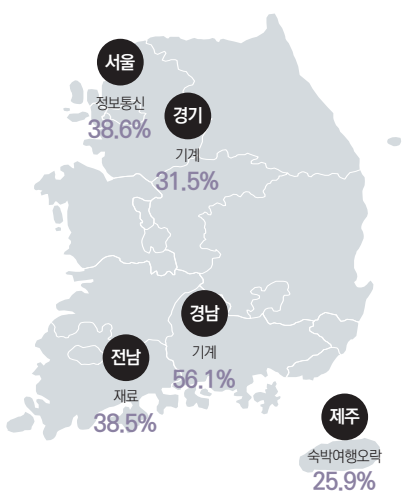 서울
정보통신
38.6%
경기
기계
31.5%
경남
기계
56.1%
전남
재료
38.5%
제주
숙박여행오락
25.9%